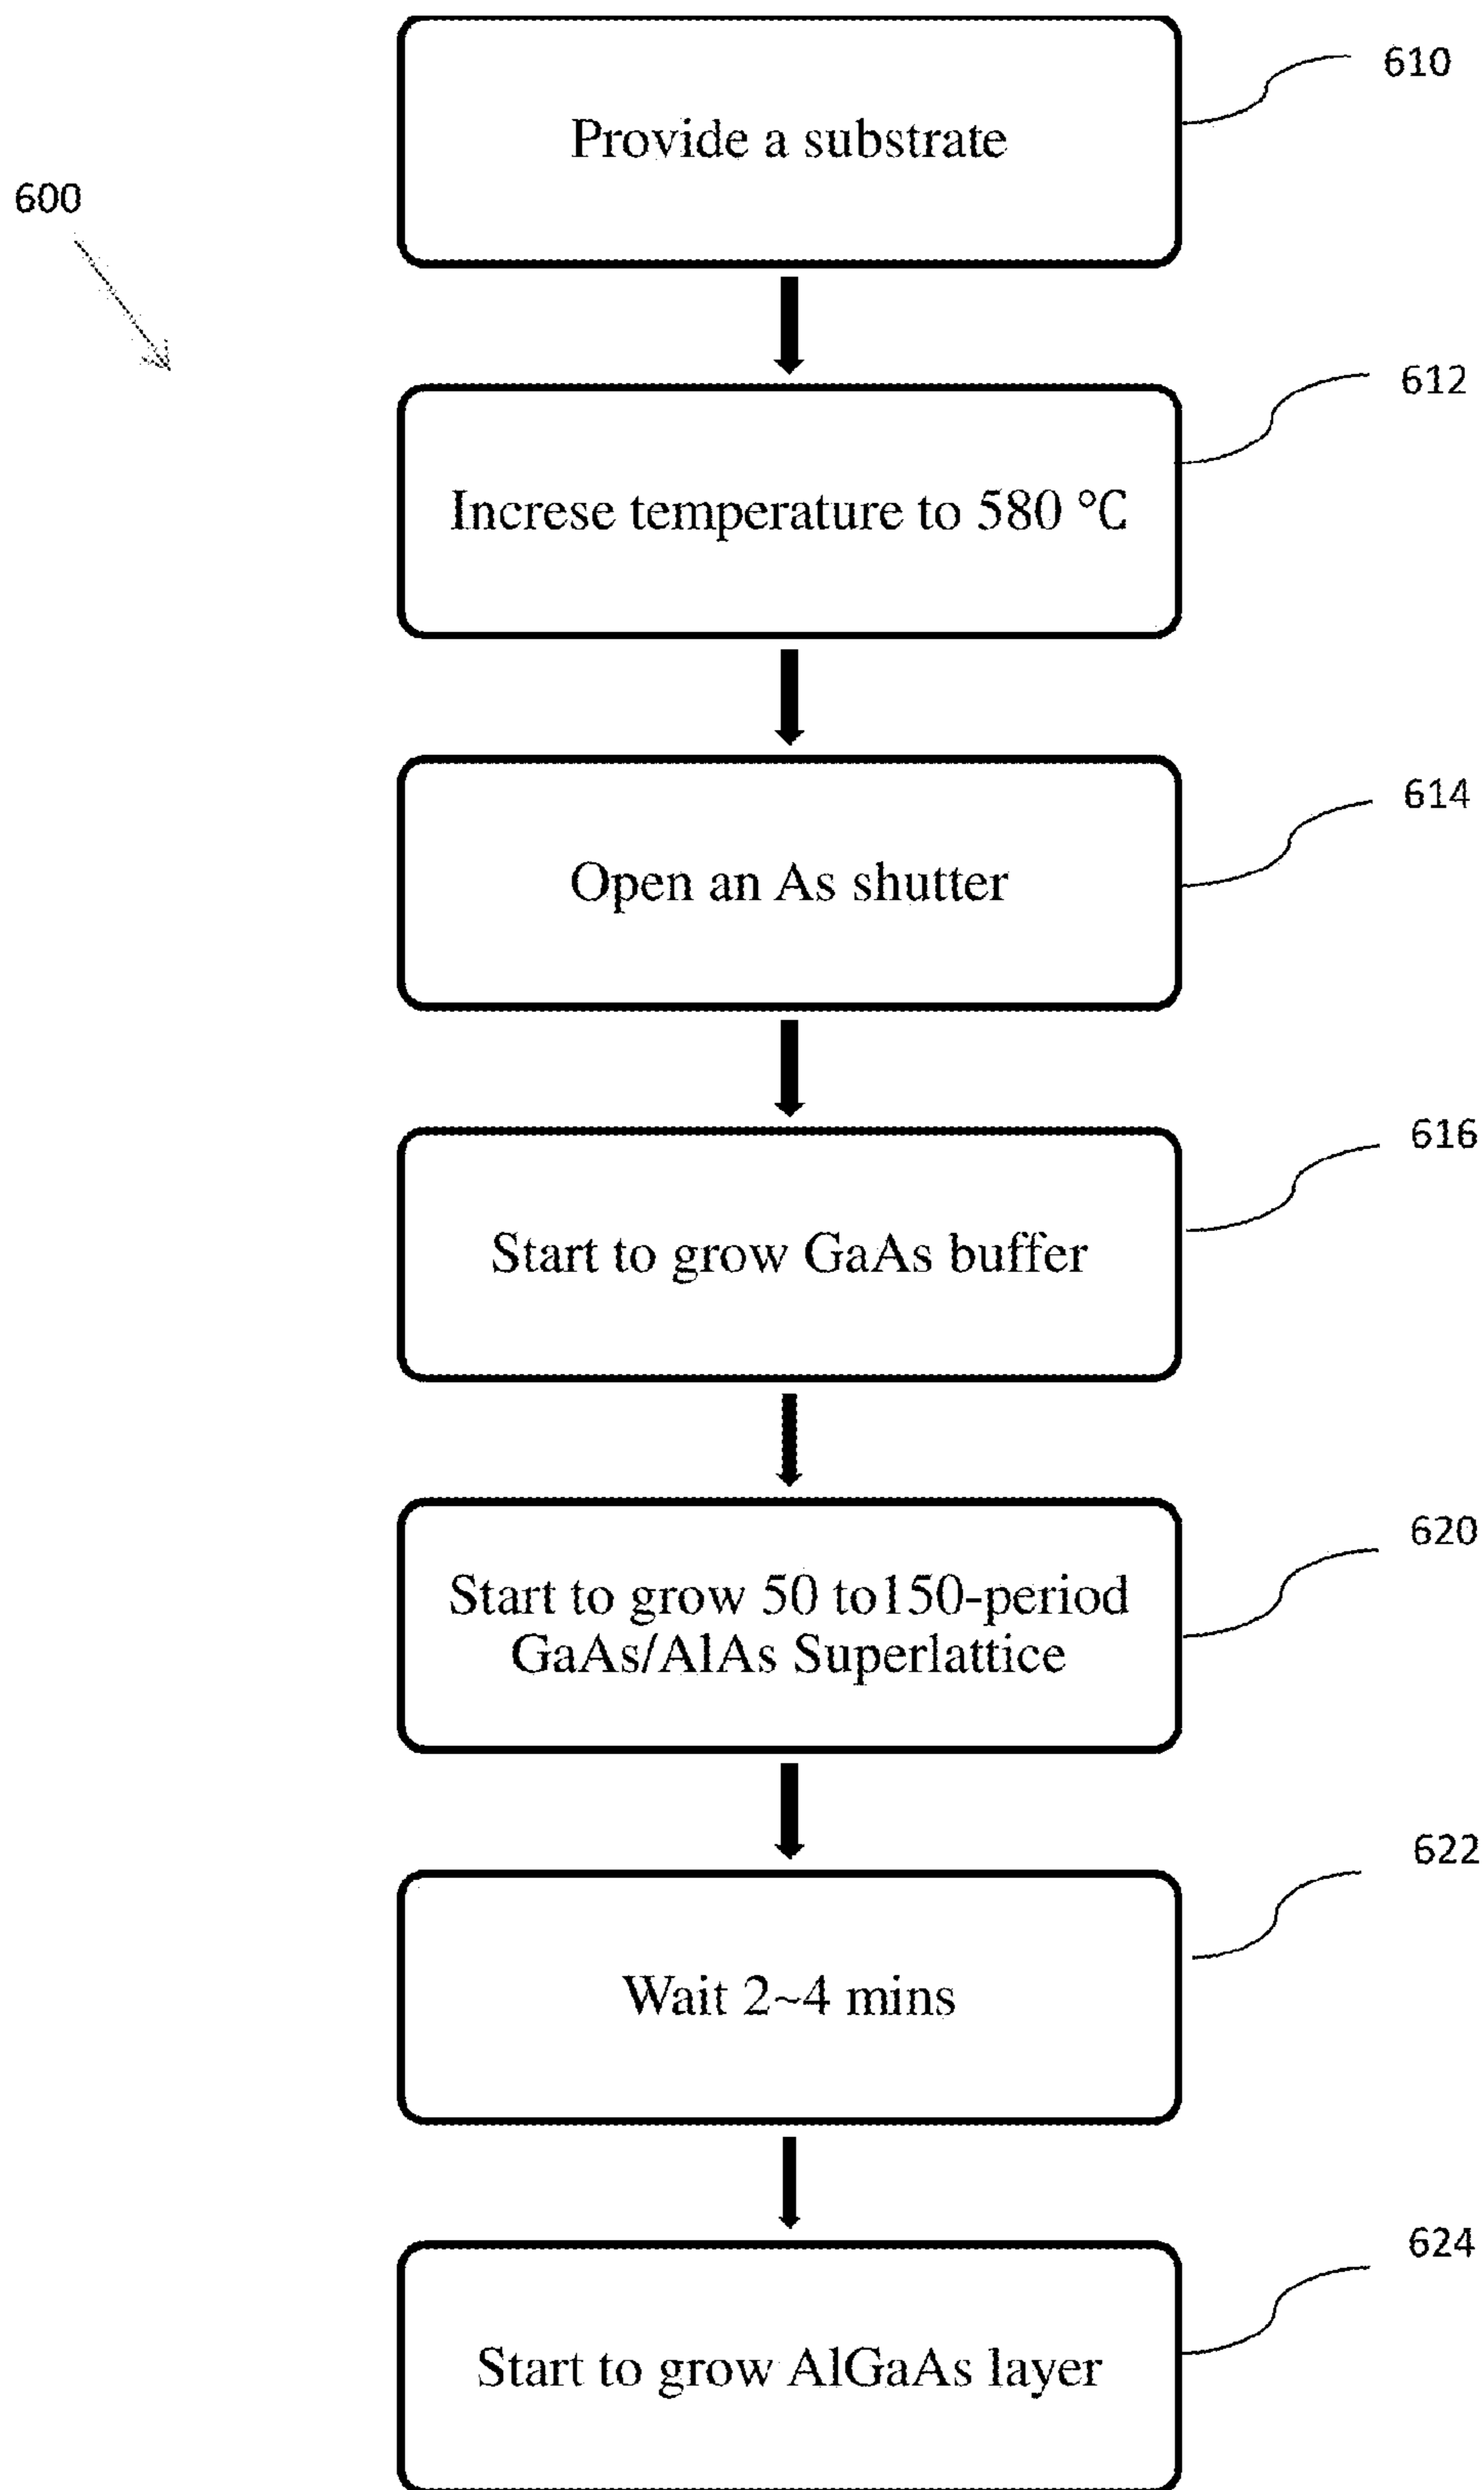 610
Provide a substrate
600
612
Increse temperature to 580 °C
614
Open an As shutter
616
Start to grow GaAs buffer
620
Start to grow 50 to150-period
GaAs/AlAs Superlattice
622
Wait 2~4 mins
624
Start to grow AlGaAs layer